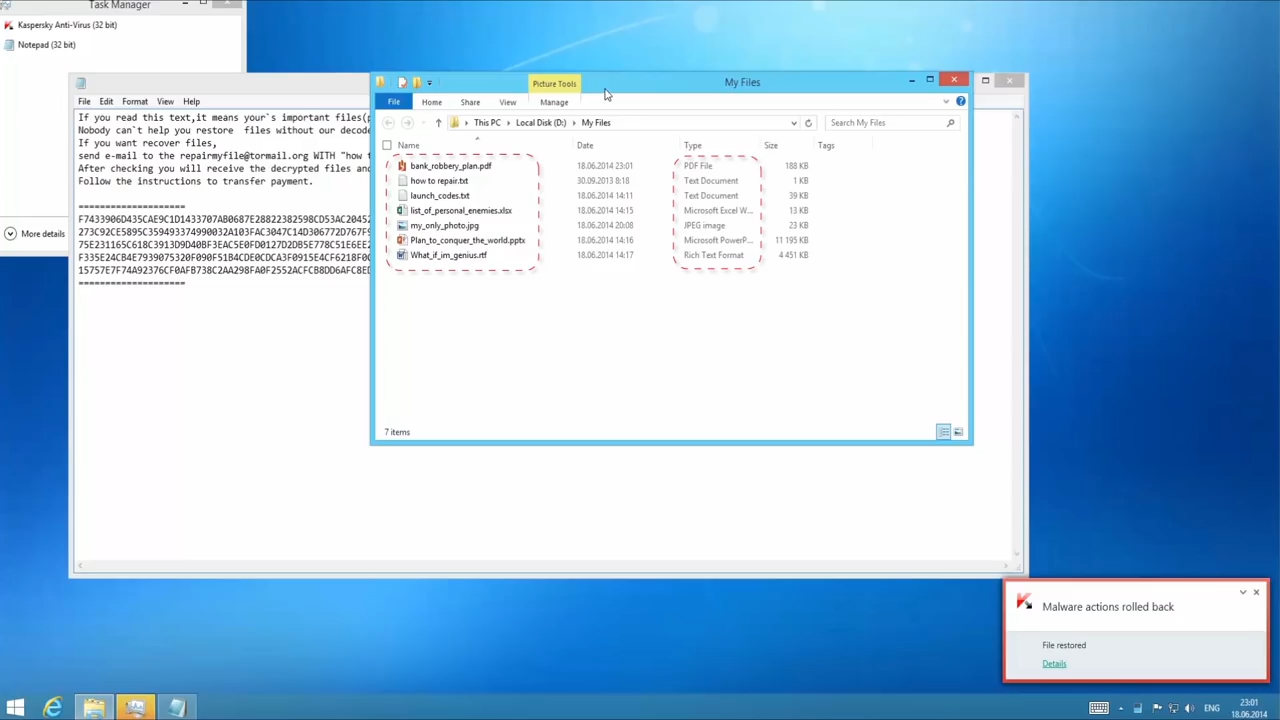 Task Manager
Kaspersky Anti-Virus (32 bit)
Notepad (32 bit)
More details
File Edit Format View Help
If you read this text,it means your`s important files(p
Nobody can`t help you restore  files without our decode
If you want recover files,
send e-mail to the repairmyfile@tormail.org WITH "how t
After checking you will receive the decrypted files and
Follow the instructions to transfer payment.
====================
F7433906D435CAE9C1D1433707AB0687E28822382598CD53AC20452
273C92CE5895C359493374990032A103FAC3047C14D306772D767F9
75E231165C618C3913D9D40BF3EAC5E0FD0127D2DB5E778C51E6EE2
F335E24CB4E7939075320F090F51B4CDE0CDCA3F0915E4CF6218F0C
15757E7F74A92376CF0AFB738C2AA298FA0F2552ACFCB8DD6AFC8ED
====================
Picture Tools
My Files
File Home Share View Manage
This PC Local Disk (D:) My Files
Search My Files
Name Date Type Size Tags
bank_robbery_plan.pdf 18.06.2014 23:01 PDF File 188 KB
how to repair.txt 30.09.2013 8:18 Text Document 1 KB
launch_codes.txt 18.06.2014 14:11 Text Document 39 KB
list_of_personal_enemies.xlsx 18.06.2014 14:15 Microsoft Excel W... 13 KB
my_only_photo.jpg 18.06.2014 20:08 JPEG image 23 KB
Plan_to_conquer_the_world.pptx 18.06.2014 14:16 Microsoft PowerP... 11 195 KB
What_if_im_genius.rtf 18.06.2014 14:17 Rich Text Format 4 451 KB
7 items
Malware actions rolled back
File restored
Details
ENG
23:01
18.06.2014